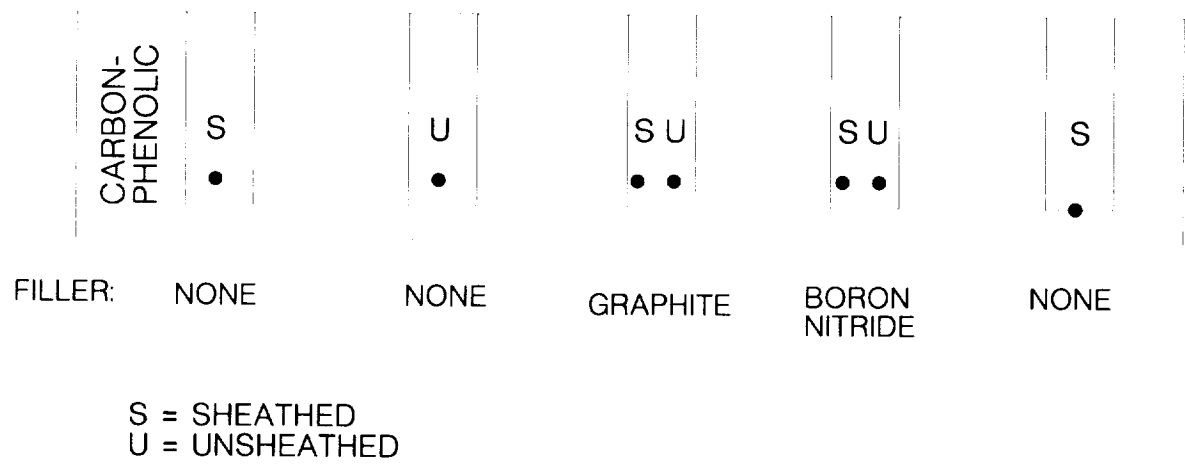 CARBON-
PHENOLIC
S
U
S U
S U
S
FILLER:
NONE
NONE
GRAPHITE
BORON
NITRIDE
NONE
S = SHEATHED
U = UNSHEATHED